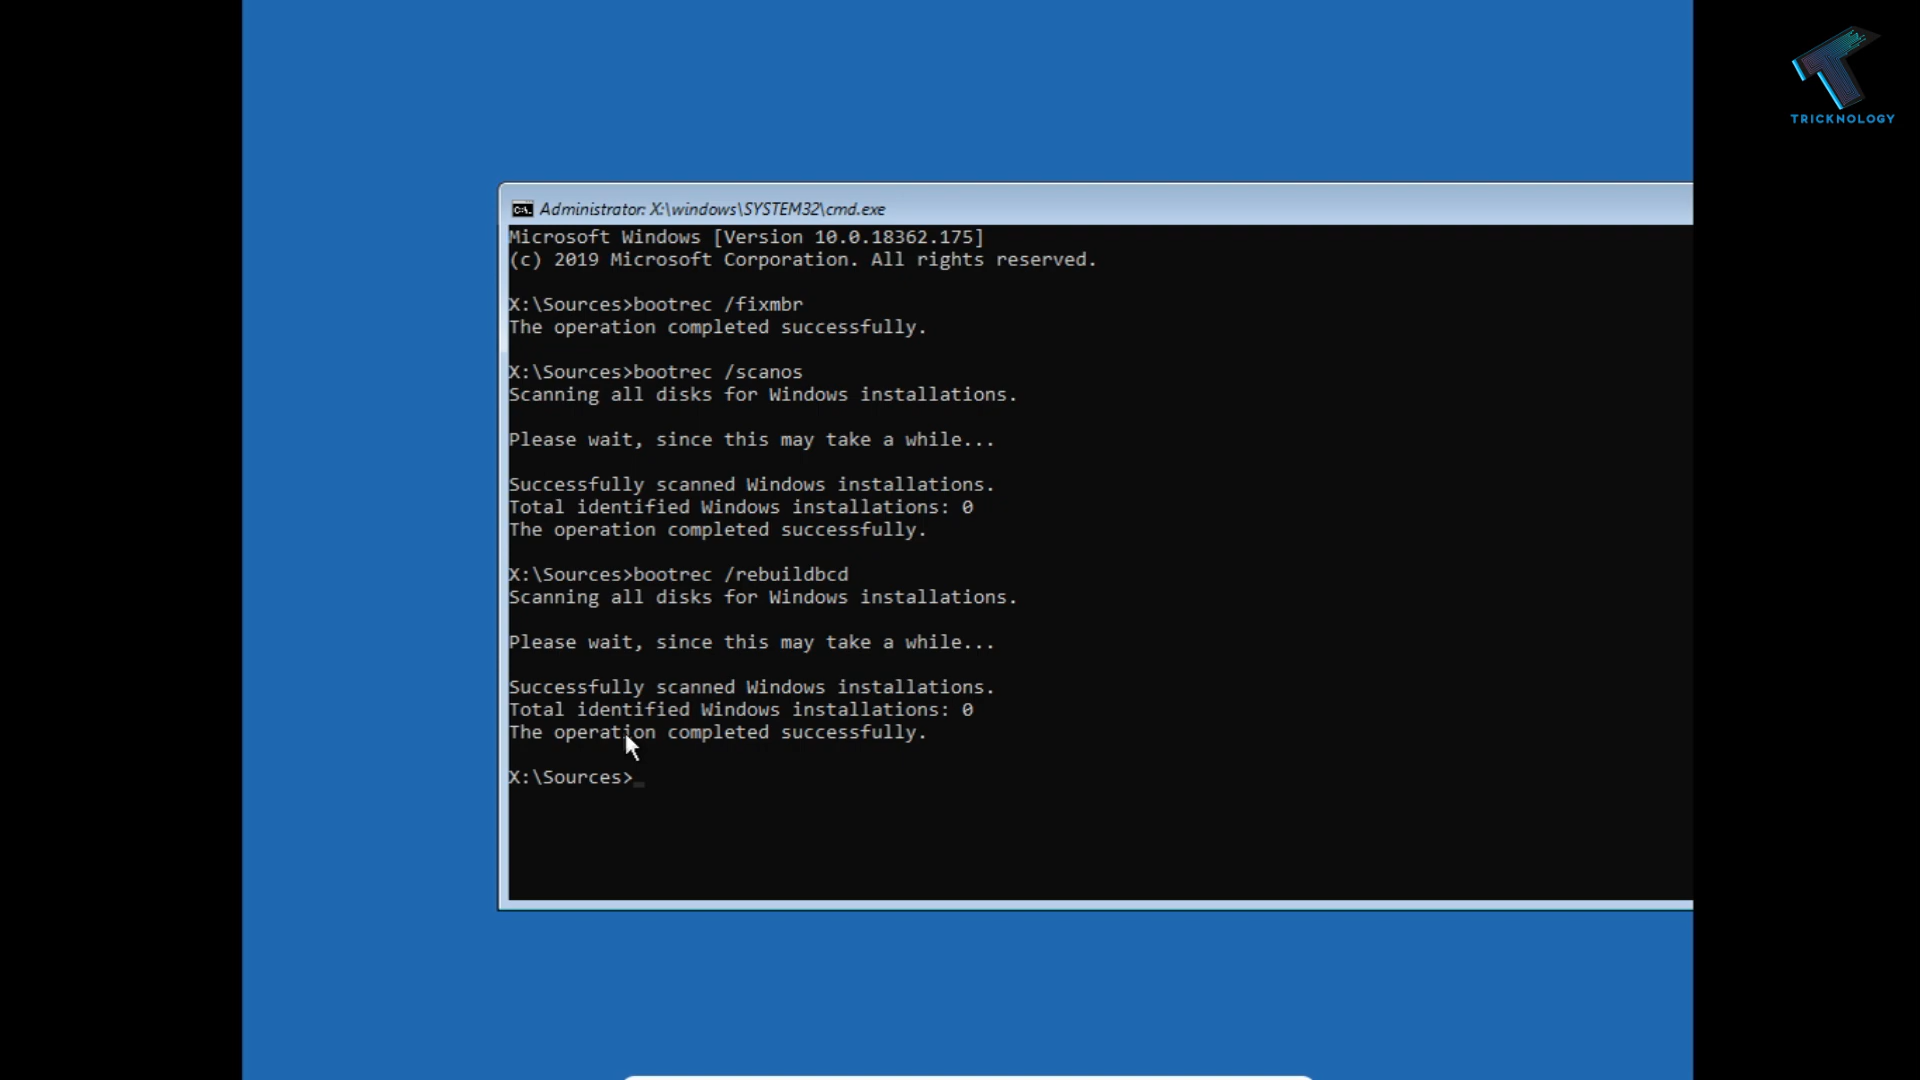 TRICKNOLOGY
Administrator: X:\windows\SYSTEM32\cmd.exe
Microsoft Windows [Version 10.0.18362.175]
(c) 2019 Microsoft Corporation. All rights reserved.
X:\Sources>bootrec /fixmbr
The operation completed successfully.
X:\Sources>bootrec /scanos
Scanning all disks for Windows installations.
Please wait, since this may take a while...
Successfully scanned Windows installations.
Total identified Windows installations: 0
The operation completed successfully.
X:\Sources>bootrec /rebuildbcd
Scanning all disks for Windows installations.
Please wait, since this may take a while...
Successfully scanned Windows installations.
Total identified Windows installations: 0
The operation completed successfully.
X:\Sources>_